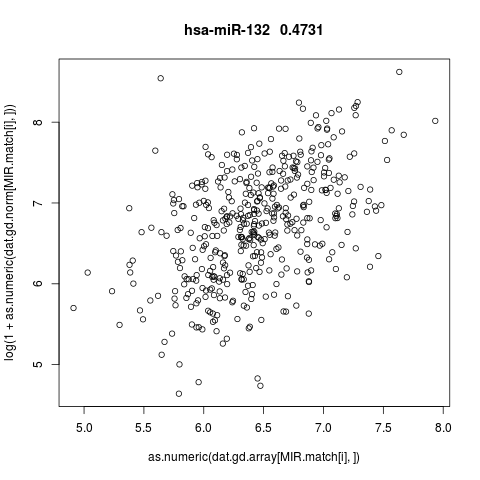 hsa-miR-132 0.4731
log(1 + as.numeric(dat.gd.norm[MIR.match[i], ]))
8
7
6
5
5.0 5.5 6.0 6.5 7.0 7.5 8.0
as.numeric(dat.gd.array[MIR.match[i], ])